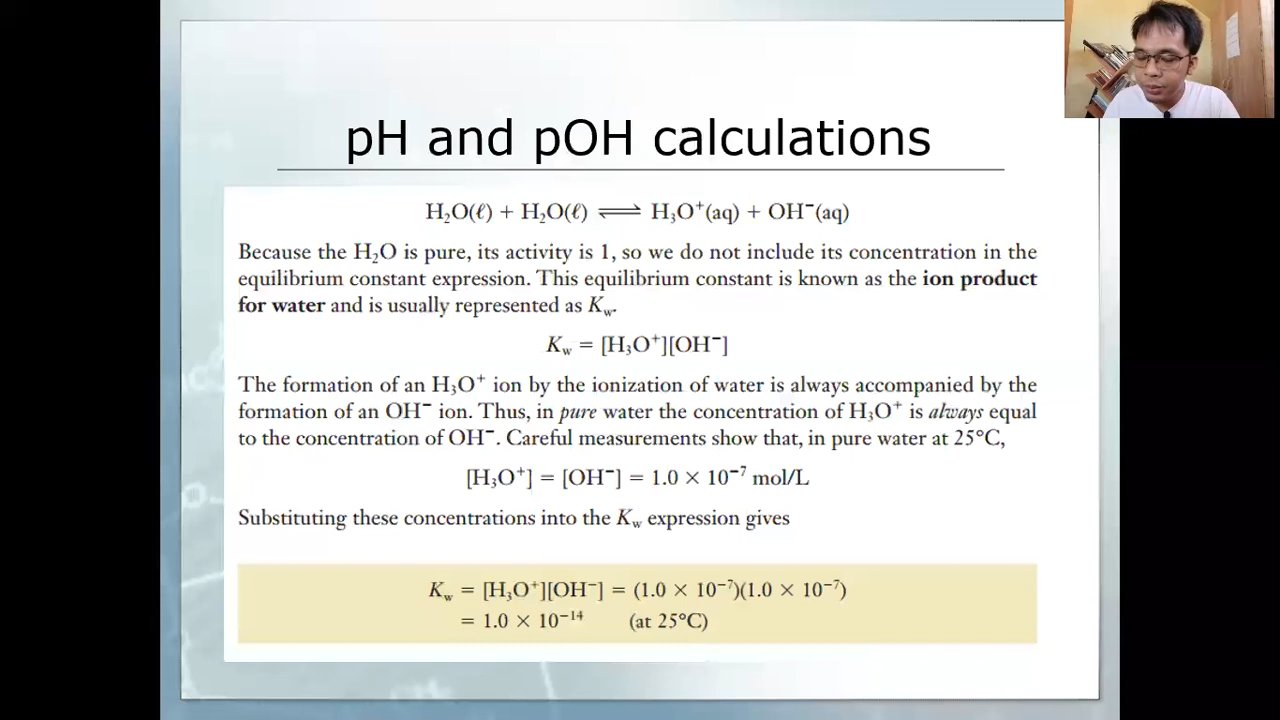 pH and pOH calculations
H₂O(ℓ) + H₂O(ℓ) ⇌ H₃O⁺(aq) + OH⁻(aq)
Because the H₂O is pure, its activity is 1, so we do not include its concentration in the
equilibrium constant expression. This equilibrium constant is known as the ion product
for water and is usually represented as K_w.
K_w = [H₃O⁺][OH⁻]
The formation of an H₃O⁺ ion by the ionization of water is always accompanied by the
formation of an OH⁻ ion. Thus, in pure water the concentration of H₃O⁺ is always equal
to the concentration of OH⁻. Careful measurements show that, in pure water at 25°C,
[H₃O⁺] = [OH⁻] = 1.0 × 10⁻⁷ mol/L
Substituting these concentrations into the K_w expression gives
K_w = [H₃O⁺][OH⁻] = (1.0 × 10⁻⁷)(1.0 × 10⁻⁷)
= 1.0 × 10⁻¹⁴ (at 25°C)